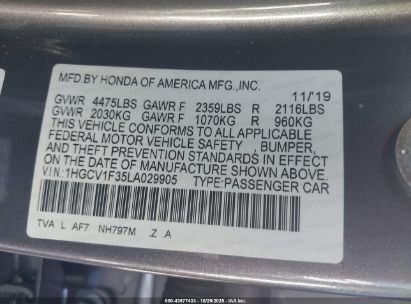 MFD.BY HONDA OF AMERICA MFG.,INC. 11/19
GVWR 4475LBS GAWR F 2359LBS R 2116LBS
GVWR 2030KG GAWR F 1070KG R 960KG
THIS VEHICLE CONFORMS TO ALL APPLICABLE
FEDERAL MOTOR VEHICLE SAFETY , BUMPER,
AND THEFT PREVENTION STANDARDS IN EFFECT
ON THE DATE OF MANUFACTURE SHOWN ABOVE.
VIN:1HGCV1F35LA029905 TYPE:PASSENGER CAR
TVA L AF7 NH797M .Z .A